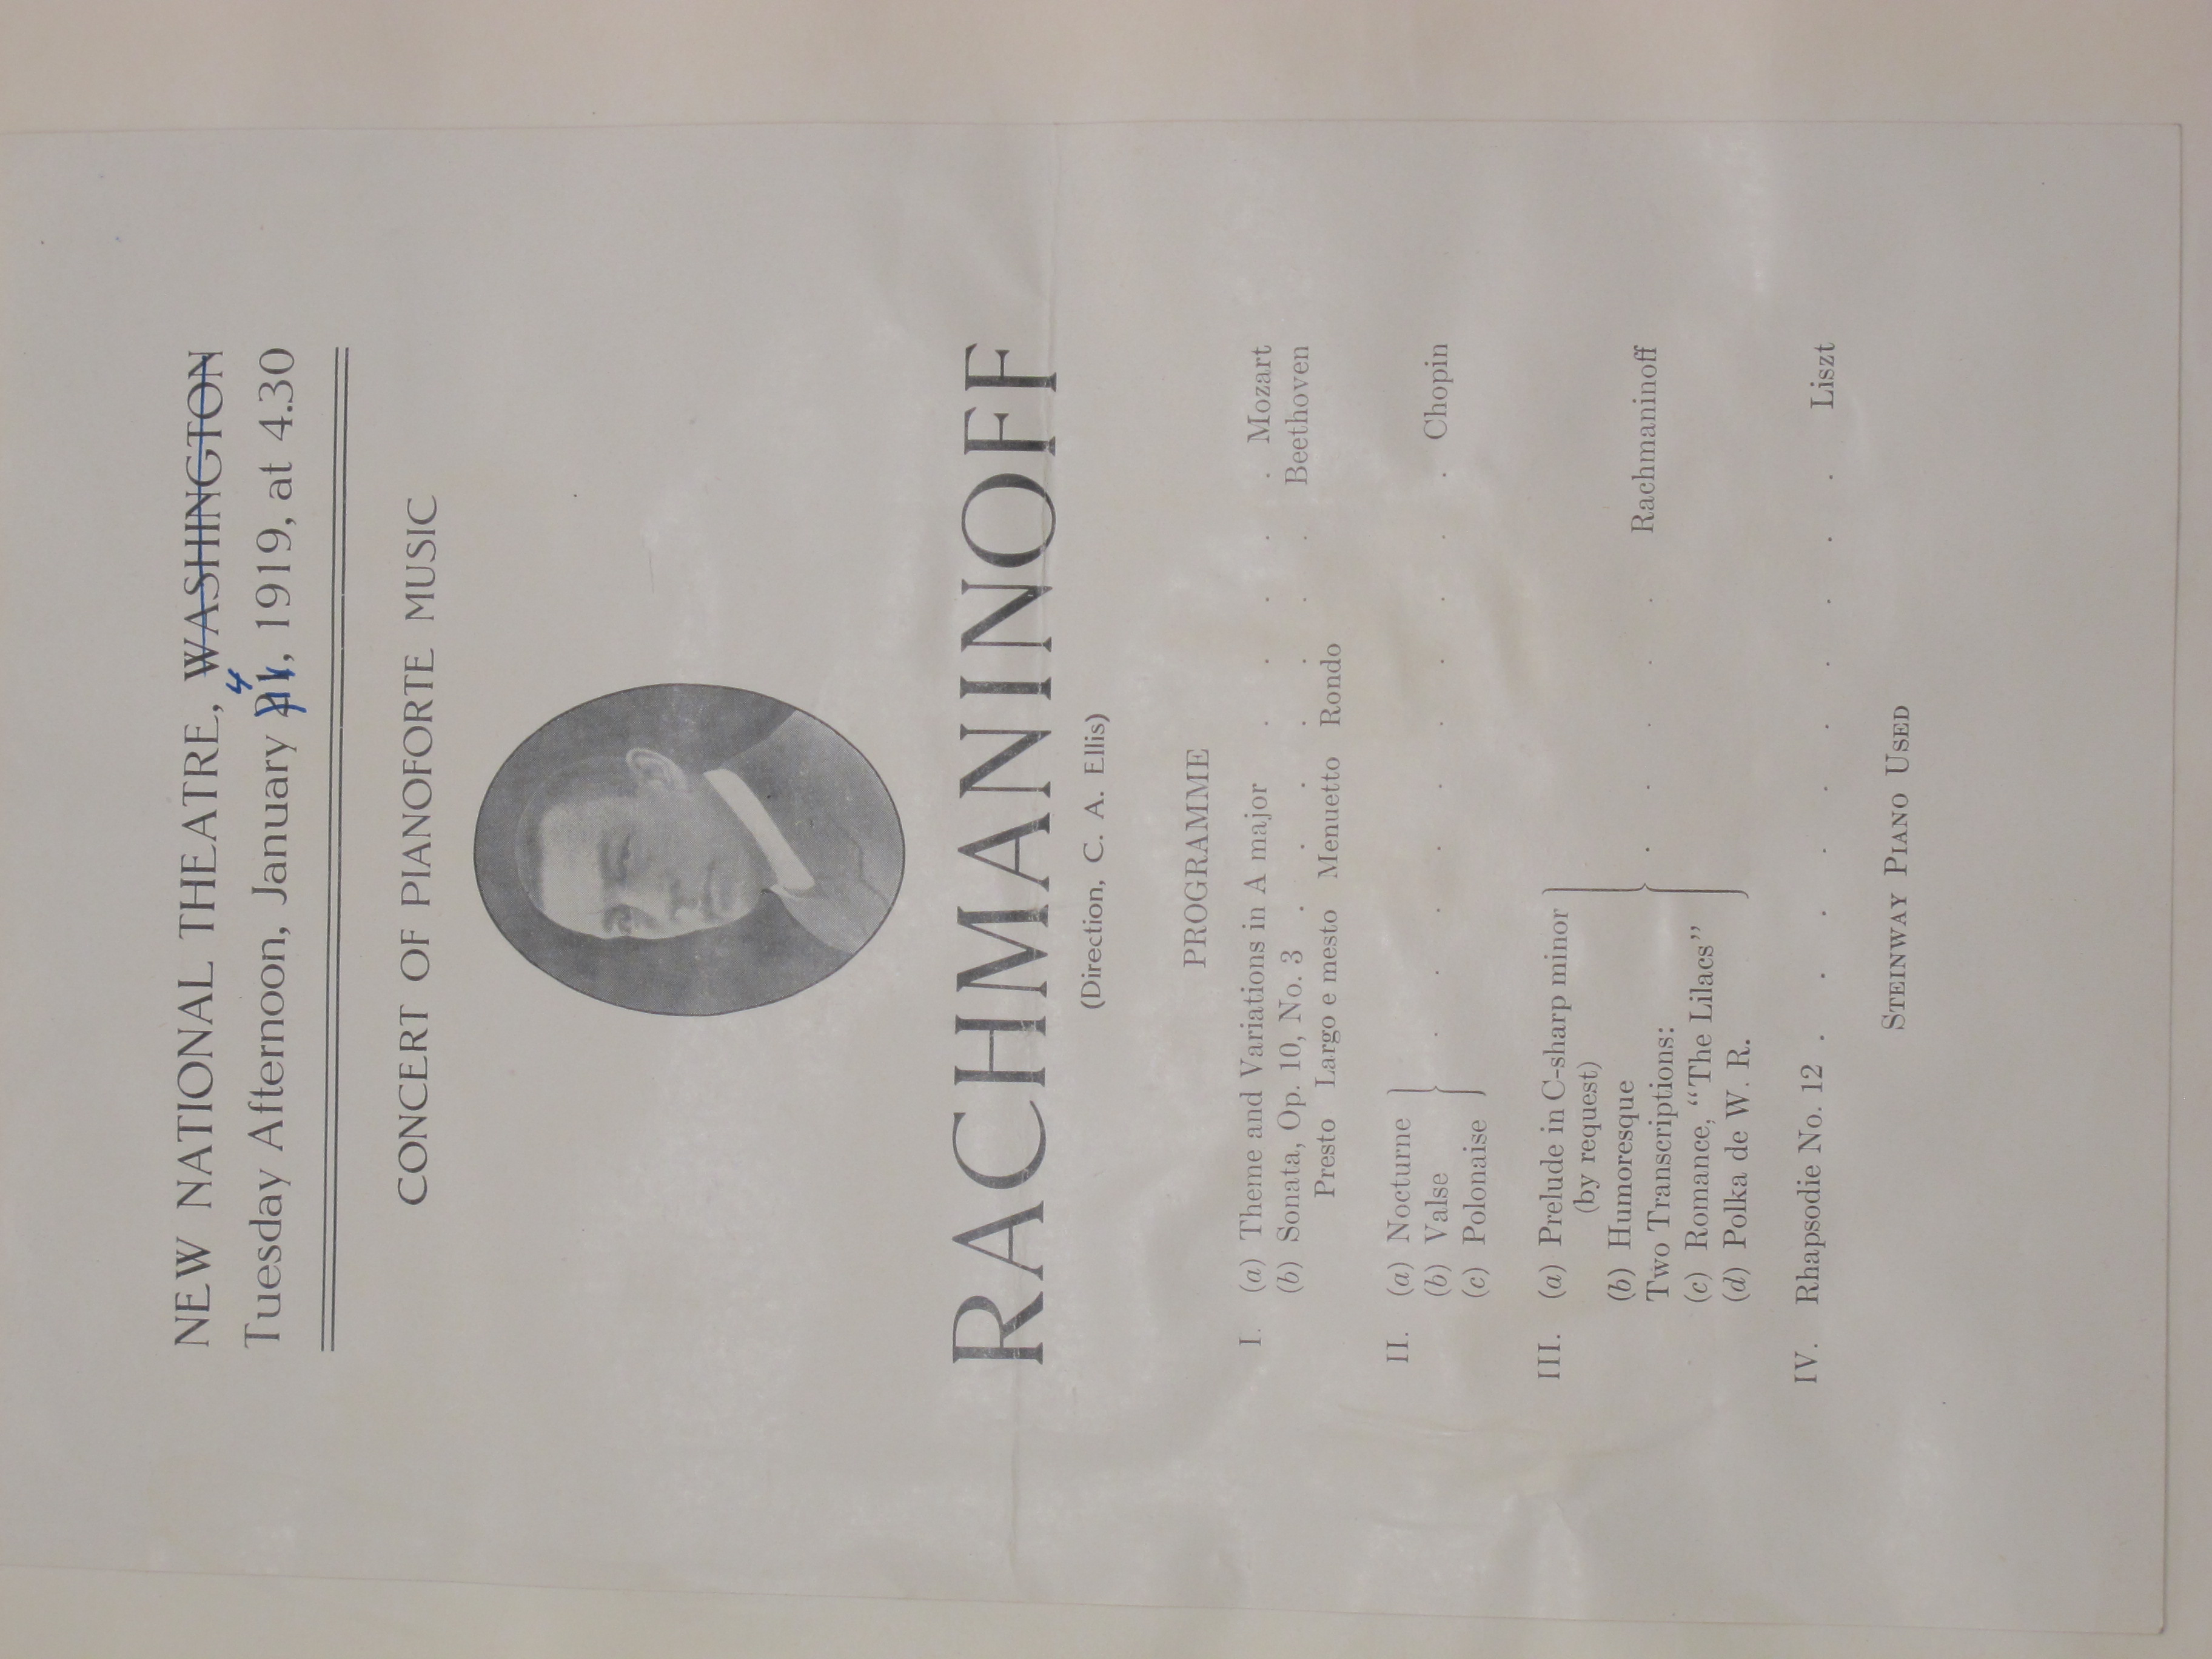 NEW NATIONAL THEATRE, WASHINGTON
4
Tuesday Afternoon, January , 1919, at 4.30
CONCERT OF PIANOFORTE MUSIC
RACHMANINOFF
(Direction, C. A. Ellis)
PROGRAMME
I. (a) Theme and Variations in A major . . . . . Mozart
(b) Sonata, Op. 10, No. 3 . . . . . . . Beethoven
Presto Largo e mesto Menuetto Rondo
II. (a) Nocturne
(b) Valse . . . . . . . . . . Chopin
(c) Polonaise
III. (a) Prelude in C-sharp minor
(by request)
(b) Humoresque
Two Transcriptions: . . . . . Rachmaninoff
(c) Romance, “The Lilacs”
(d) Polka de W. R.
IV. Rhapsodie No. 12 . . . . . . . . . . Liszt
STEINWAY PIANO USED